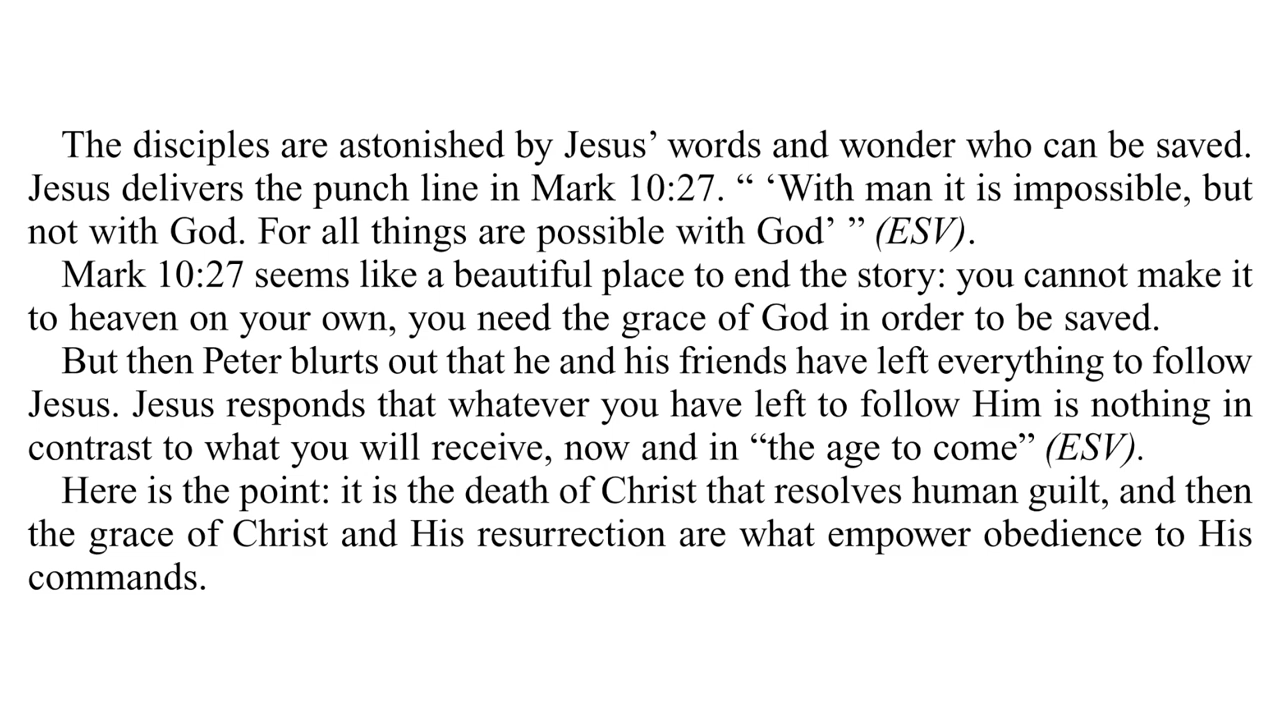 The disciples are astonished by Jesus’ words and wonder who can be saved.
Jesus delivers the punch line in Mark 10:27. “ ‘With man it is impossible, but
not with God. For all things are possible with God’ ” (ESV).
Mark 10:27 seems like a beautiful place to end the story: you cannot make it
to heaven on your own, you need the grace of God in order to be saved.
But then Peter blurts out that he and his friends have left everything to follow
Jesus. Jesus responds that whatever you have left to follow Him is nothing in
contrast to what you will receive, now and in “the age to come” (ESV).
Here is the point: it is the death of Christ that resolves human guilt, and then
the grace of Christ and His resurrection are what empower obedience to His
commands.